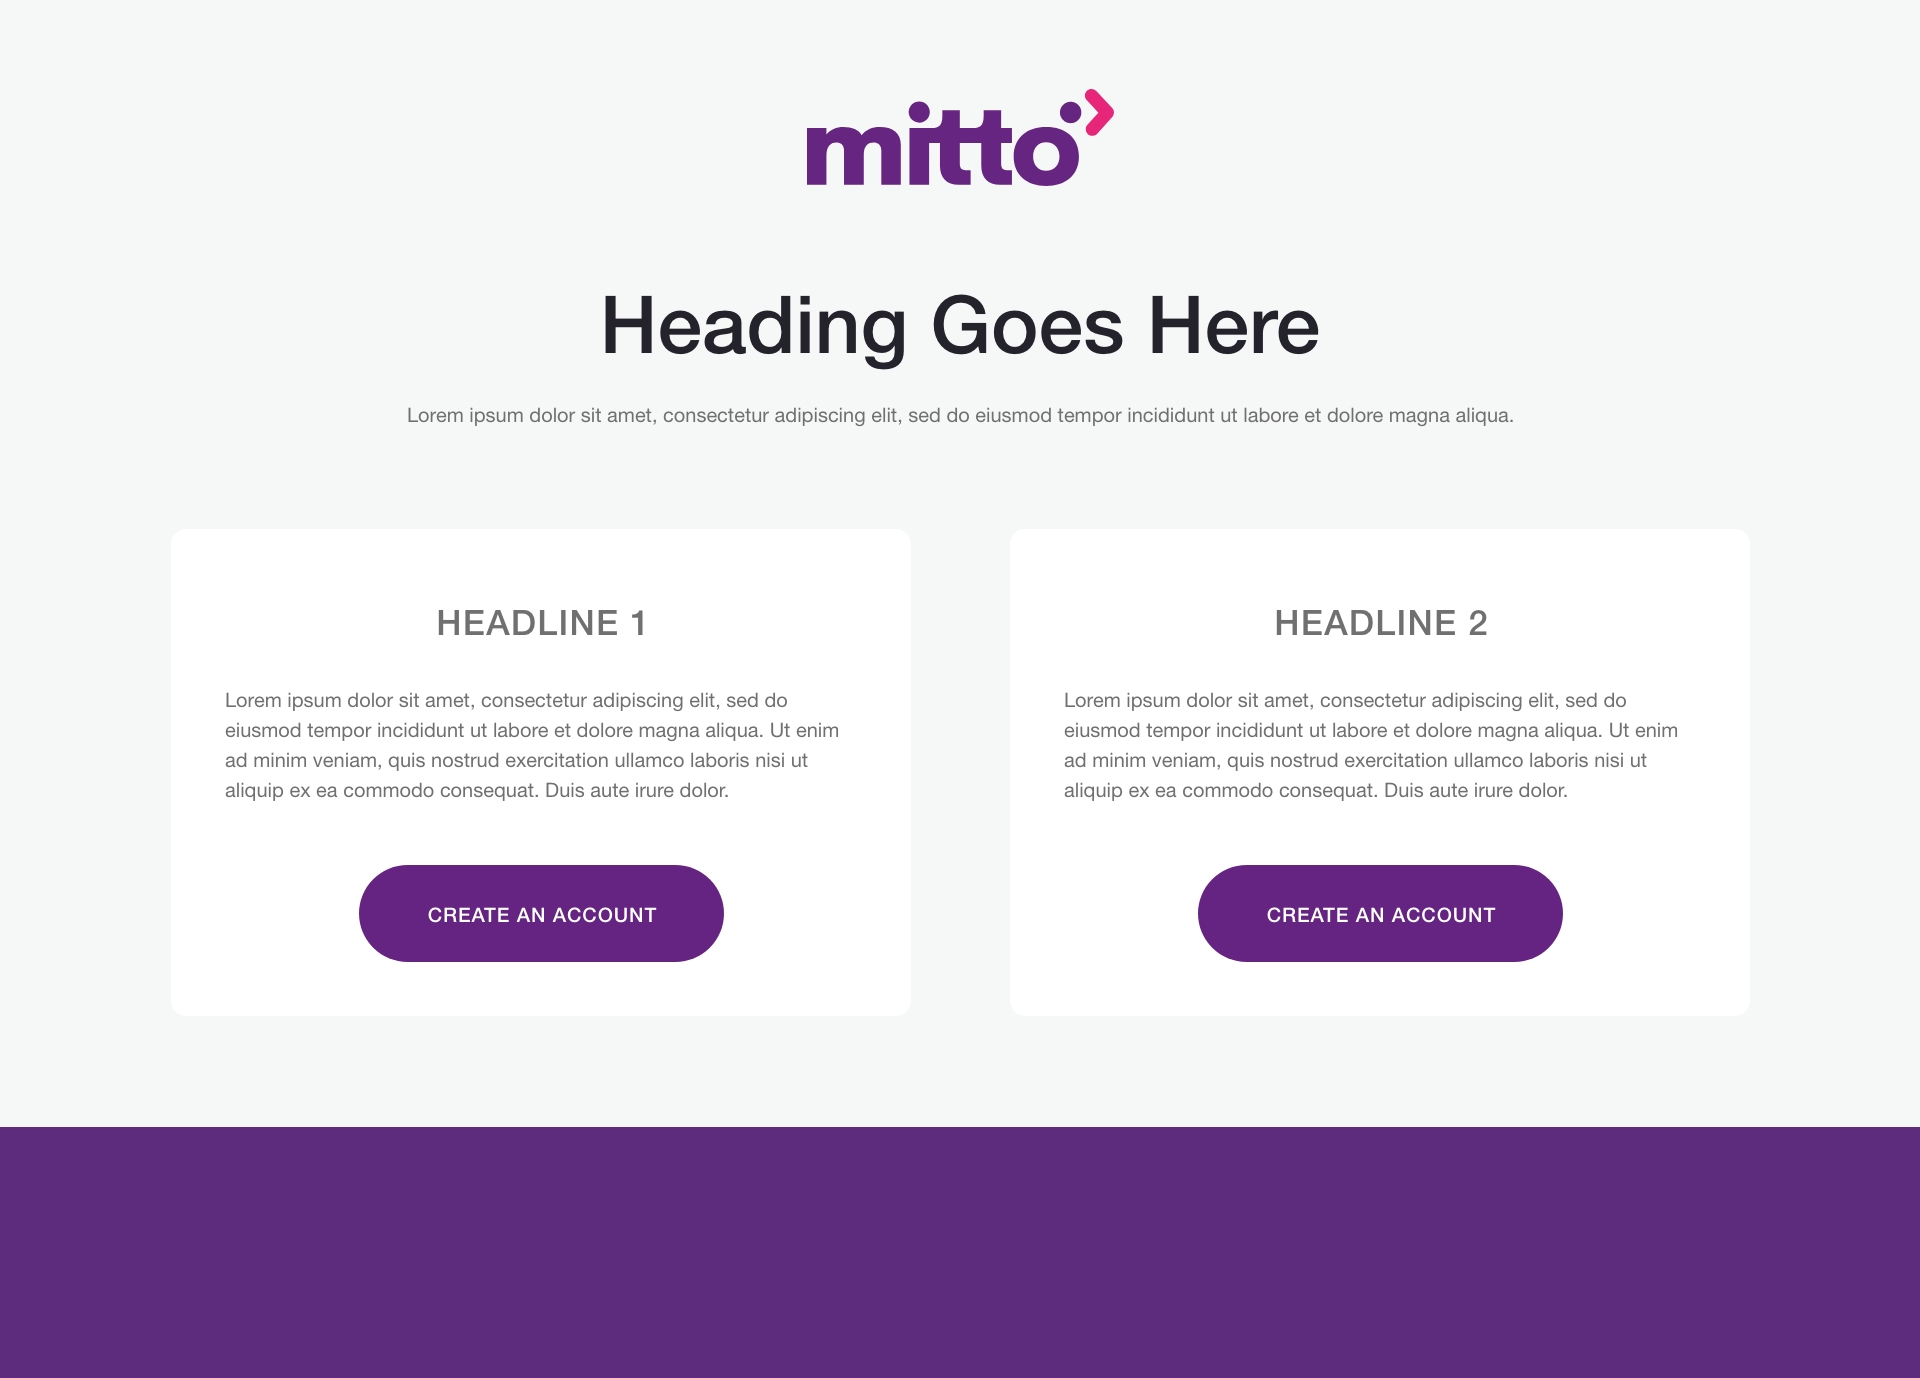 mitto
Heading Goes Here
Lorem ipsum dolor sit amet, consectetur adipiscing elit, sed do eiusmod tempor incididunt ut labore et dolore magna aliqua.
HEADLINE 1
Lorem ipsum dolor sit amet, consectetur adipiscing elit, sed do
eiusmod tempor incididunt ut labore et dolore magna aliqua. Ut enim
ad minim veniam, quis nostrud exercitation ullamco laboris nisi ut
aliquip ex ea commodo consequat. Duis aute irure dolor.
CREATE AN ACCOUNT
HEADLINE 2
Lorem ipsum dolor sit amet, consectetur adipiscing elit, sed do
eiusmod tempor incididunt ut labore et dolore magna aliqua. Ut enim
ad minim veniam, quis nostrud exercitation ullamco laboris nisi ut
aliquip ex ea commodo consequat. Duis aute irure dolor.
CREATE AN ACCOUNT